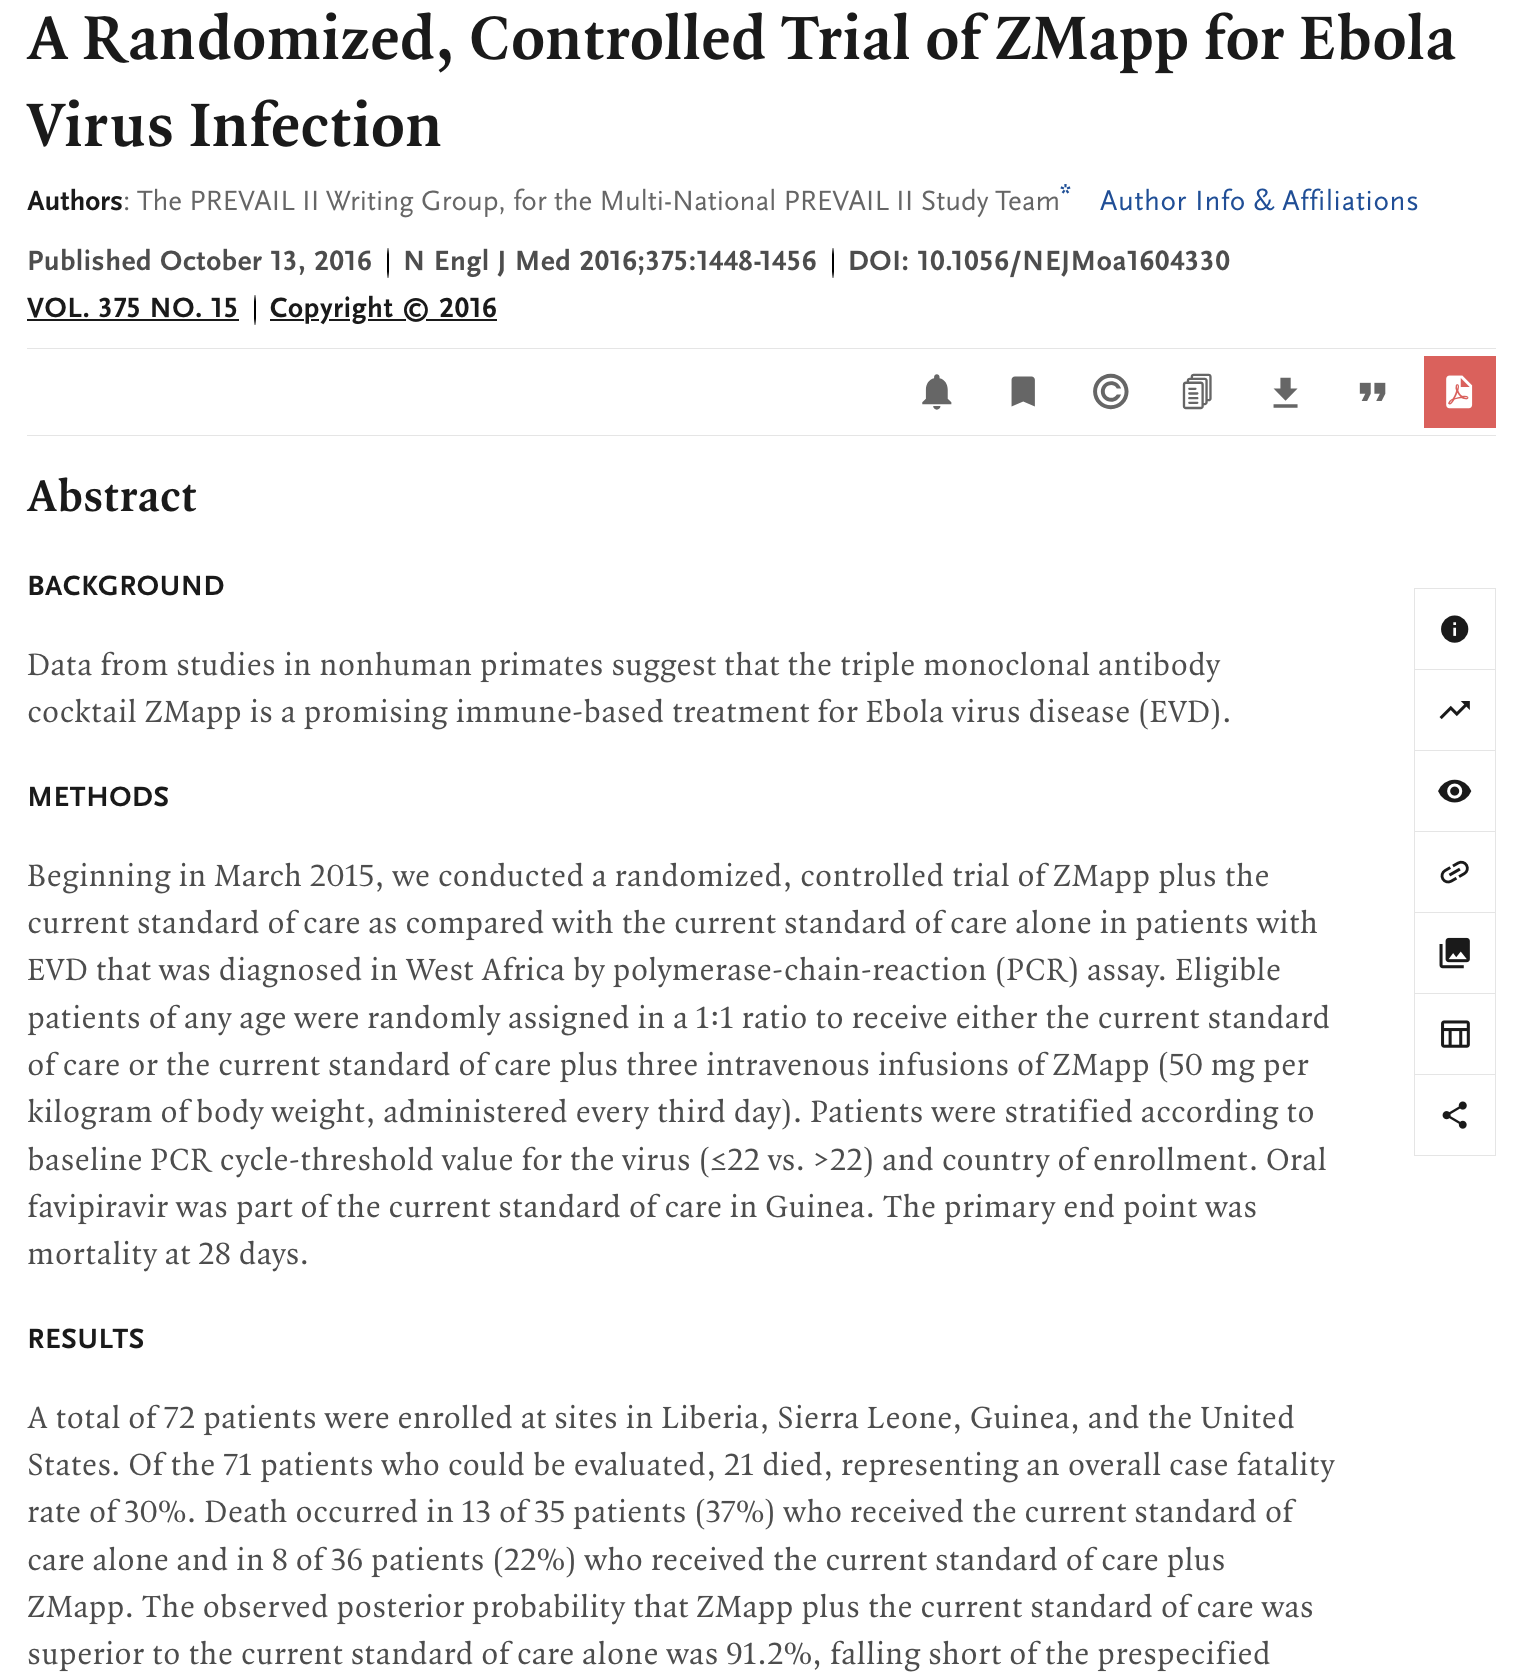 A Randomized, Controlled Trial of ZMapp for Ebola
Virus Infection
Authors: The PREVAIL II Writing Group, for the Multi-National PREVAIL II Study Team* Author Info & Affiliations
Published October 13, 2016 | N Engl J Med 2016;375:1448-1456 | DOI: 10.1056/NEJMoa1604330
VOL. 375 NO. 15 | Copyright © 2016
Abstract
BACKGROUND
Data from studies in nonhuman primates suggest that the triple monoclonal antibody
cocktail ZMapp is a promising immune-based treatment for Ebola virus disease (EVD).
METHODS
Beginning in March 2015, we conducted a randomized, controlled trial of ZMapp plus the
current standard of care as compared with the current standard of care alone in patients with
EVD that was diagnosed in West Africa by polymerase-chain-reaction (PCR) assay. Eligible
patients of any age were randomly assigned in a 1:1 ratio to receive either the current standard
of care or the current standard of care plus three intravenous infusions of ZMapp (50 mg per
kilogram of body weight, administered every third day). Patients were stratified according to
baseline PCR cycle-threshold value for the virus (≤22 vs. >22) and country of enrollment. Oral
favipiravir was part of the current standard of care in Guinea. The primary end point was
mortality at 28 days.
RESULTS
A total of 72 patients were enrolled at sites in Liberia, Sierra Leone, Guinea, and the United
States. Of the 71 patients who could be evaluated, 21 died, representing an overall case fatality
rate of 30%. Death occurred in 13 of 35 patients (37%) who received the current standard of
care alone and in 8 of 36 patients (22%) who received the current standard of care plus
ZMapp. The observed posterior probability that ZMapp plus the current standard of care was
superior to the current standard of care alone was 91.2%, falling short of the prespecified